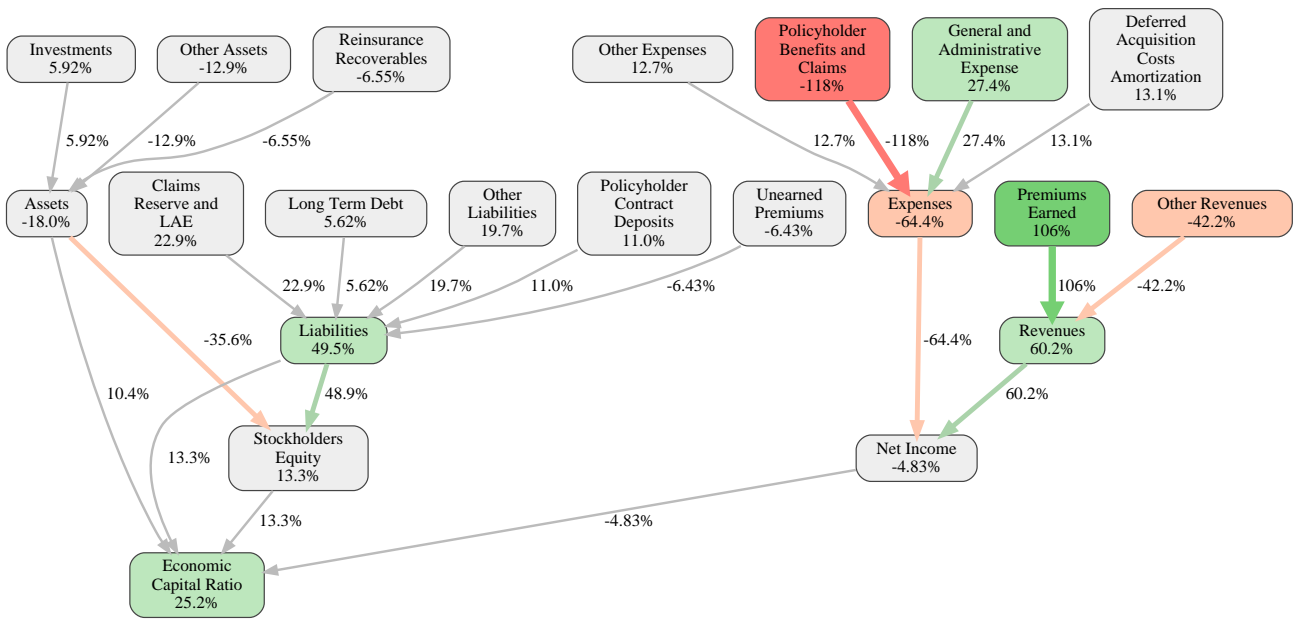 Investments
5.92%
Other Assets
-12.9%
Reinsurance
Recoverables
-6.55%
Other Expenses
12.7%
Policyholder
Benefits and
Claims
-118%
General and
Administrative
Expense
27.4%
Deferred
Acquisition
Costs
Amortization
13.1%
5.92%
-12.9%
-6.55%
12.7%
-118%
27.4%
13.1%
Assets
-18.0%
Claims
Reserve and
LAE
22.9%
Long Term Debt
5.62%
Other
Liabilities
19.7%
Policyholder
Contract
Deposits
11.0%
Unearned
Premiums
-6.43%
Expenses
-64.4%
Premiums
Earned
106%
Other Revenues
-42.2%
22.9%
5.62%
19.7%
11.0%
-6.43%
106%
-42.2%
-35.6%
Liabilities
49.5%
-64.4%
Revenues
60.2%
10.4%
48.9%
60.2%
13.3%
Stockholders
Equity
13.3%
Net Income
-4.83%
13.3%
-4.83%
Economic
Capital Ratio
25.2%